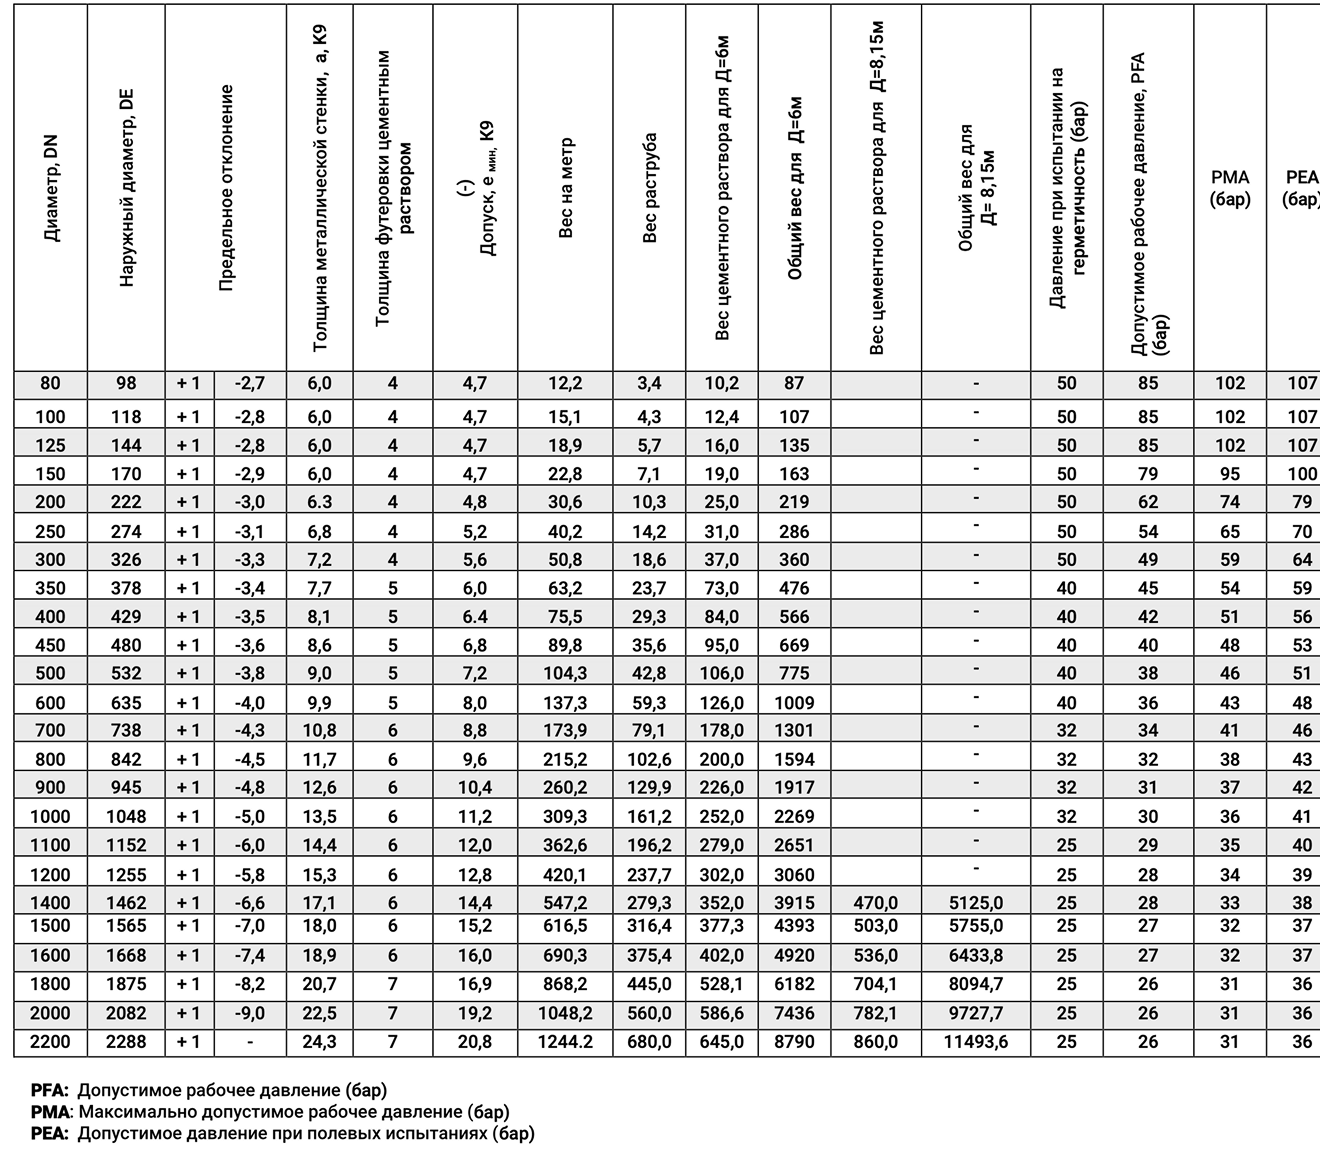 Диаметр, DN
Наружный диаметр, DE
Предельное отклонение
Толщина металлической стенки, a, K9
Толщина футеровки цементным
раствором
(-)
Допуск, e мин, K9
Вес на метр
Вес раструба
Вес цементного раствора для Д=6м
Общий вес для Д=6м
Вес цементного раствора для Д=8,15м
Общий вес для
Д= 8,15м
Давление при испытании на
герметичность (бар)
Допустимое рабочее давление, PFA
(бар)
PMA
(бар)
PEA
(бар)
80 98 + 1 -2,7 6,0 4 4,7 12,2 3,4 10,2 87 - 50 85 102 107
100 118 + 1 -2,8 6,0 4 4,7 15,1 4,3 12,4 107 - 50 85 102 107
125 144 + 1 -2,8 6,0 4 4,7 18,9 5,7 16,0 135 - 50 85 102 107
150 170 + 1 -2,9 6,0 4 4,7 22,8 7,1 19,0 163 - 50 79 95 100
200 222 + 1 -3,0 6.3 4 4,8 30,6 10,3 25,0 219 - 50 62 74 79
250 274 + 1 -3,1 6,8 4 5,2 40,2 14,2 31,0 286 - 50 54 65 70
300 326 + 1 -3,3 7,2 4 5,6 50,8 18,6 37,0 360 - 50 49 59 64
350 378 + 1 -3,4 7,7 5 6,0 63,2 23,7 73,0 476 - 40 45 54 59
400 429 + 1 -3,5 8,1 5 6.4 75,5 29,3 84,0 566 - 40 42 51 56
450 480 + 1 -3,6 8,6 5 6,8 89,8 35,6 95,0 669 - 40 40 48 53
500 532 + 1 -3,8 9,0 5 7,2 104,3 42,8 106,0 775 - 40 38 46 51
600 635 + 1 -4,0 9,9 5 8,0 137,3 59,3 126,0 1009 - 40 36 43 48
700 738 + 1 -4,3 10,8 6 8,8 173,9 79,1 178,0 1301 - 32 34 41 46
800 842 + 1 -4,5 11,7 6 9,6 215,2 102,6 200,0 1594 - 32 32 38 43
900 945 + 1 -4,8 12,6 6 10,4 260,2 129,9 226,0 1917 - 32 31 37 42
1000 1048 + 1 -5,0 13,5 6 11,2 309,3 161,2 252,0 2269 - 32 30 36 41
1100 1152 + 1 -6,0 14,4 6 12,0 362,6 196,2 279,0 2651 - 25 29 35 40
1200 1255 + 1 -5,8 15,3 6 12,8 420,1 237,7 302,0 3060 - 25 28 34 39
1400 1462 + 1 -6,6 17,1 6 14,4 547,2 279,3 352,0 3915 470,0 5125,0 25 28 33 38
1500 1565 + 1 -7,0 18,0 6 15,2 616,5 316,4 377,3 4393 503,0 5755,0 25 27 32 37
1600 1668 + 1 -7,4 18,9 6 16,0 690,3 375,4 402,0 4920 536,0 6433,8 25 27 32 37
1800 1875 + 1 -8,2 20,7 7 16,9 868,2 445,0 528,1 6182 704,1 8094,7 25 26 31 36
2000 2082 + 1 -9,0 22,5 7 19,2 1048,2 560,0 586,6 7436 782,1 9727,7 25 26 31 36
2200 2288 + 1 - 24,3 7 20,8 1244.2 680,0 645,0 8790 860,0 11493,6 25 26 31 36
PFA: Допустимое рабочее давление (бар)
PMA: Максимально допустимое рабочее давление (бар)
PEA: Допустимое давление при полевых испытаниях (бар)